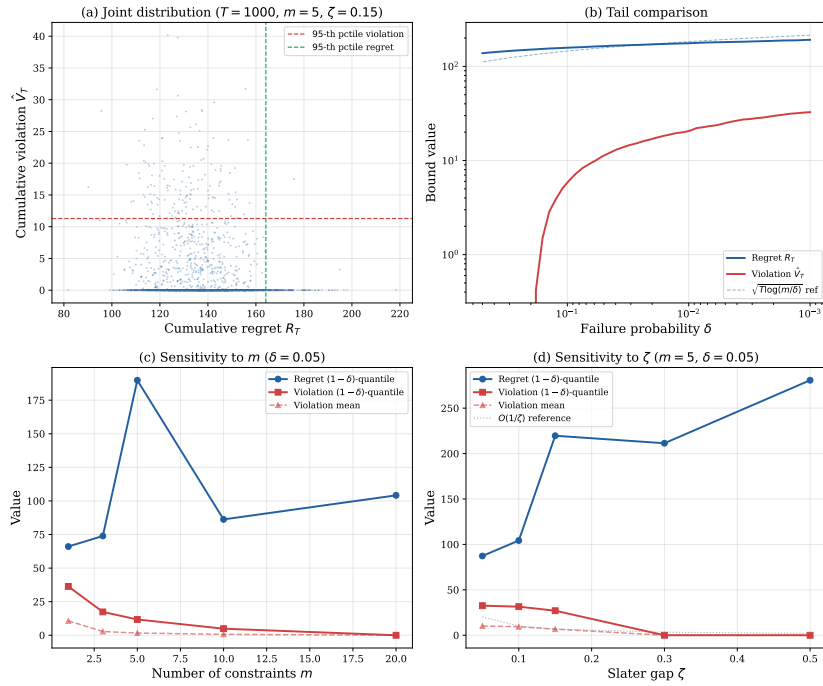 (a) Joint distribution (T = 1000, m = 5, ζ = 0.15)
40
35
30
25
20
15
10
5
0
Cumulative violation V̂_T
95-th pctile violation
95-th pctile regret
80 100 120 140 160 180 200 220
Cumulative regret R_T
(b) Tail comparison
10²
10¹
10⁰
Bound value
Regret R_T
Violation V̂_T
√(T log(m/δ)) ref
10⁻¹ 10⁻² 10⁻³
Failure probability δ
(c) Sensitivity to m (δ = 0.05)
175
150
125
100
75
50
25
0
Value
Regret (1 − δ)-quantile
Violation (1 − δ)-quantile
Violation mean
2.5 5.0 7.5 10.0 12.5 15.0 17.5 20.0
Number of constraints m
(d) Sensitivity to ζ (m = 5, δ = 0.05)
250
200
150
100
50
0
Value
Regret (1 − δ)-quantile
Violation (1 − δ)-quantile
Violation mean
O(1/ζ) reference
0.1 0.2 0.3 0.4 0.5
Slater gap ζ